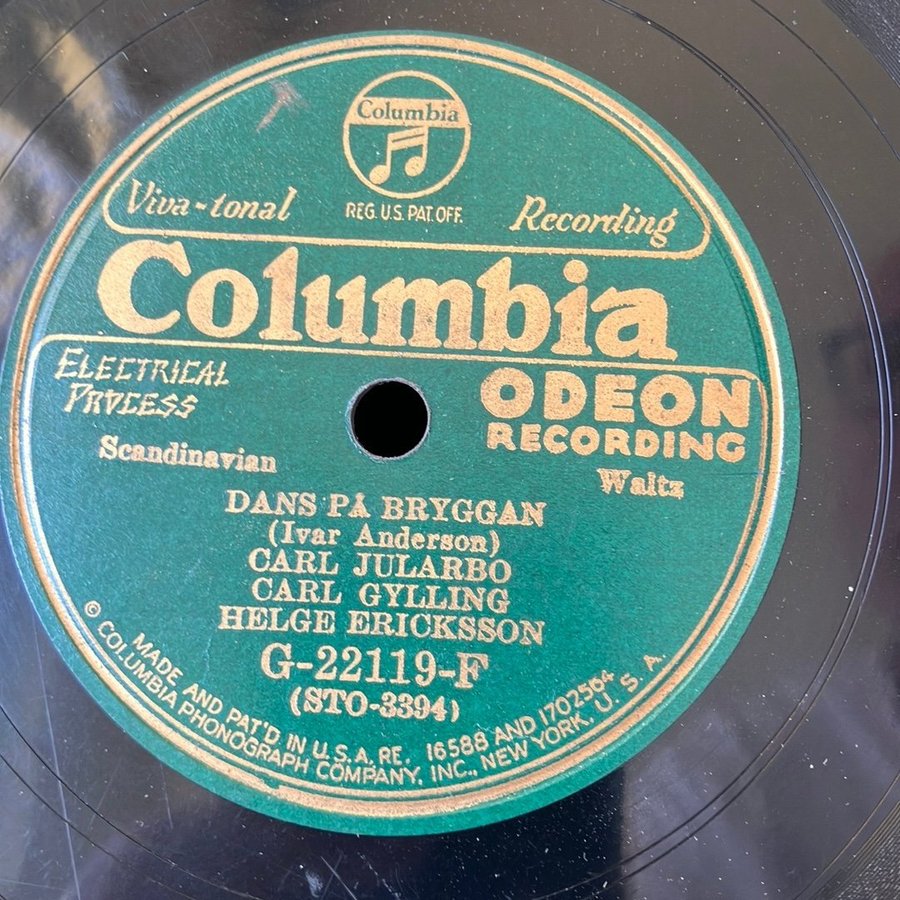 Columbia
REG. U.S. PAT. OFF.
Viva-tonal Recording
Columbia
ELECTRICAL PROCESS
ODEON
RECORDING
Scandinavian
Waltz
DANS PÅ BRYGGAN
(Ivar Anderson)
CARL JULARBO
CARL GYLLING
HELGE ERICKSSON
G-22119-F
(STO-3394)
MADE AND PAT'D IN U.S.A. RE. 16588 AND 1702564
© COLUMBIA PHONOGRAPH COMPANY, INC., NEW YORK, U. S. A.